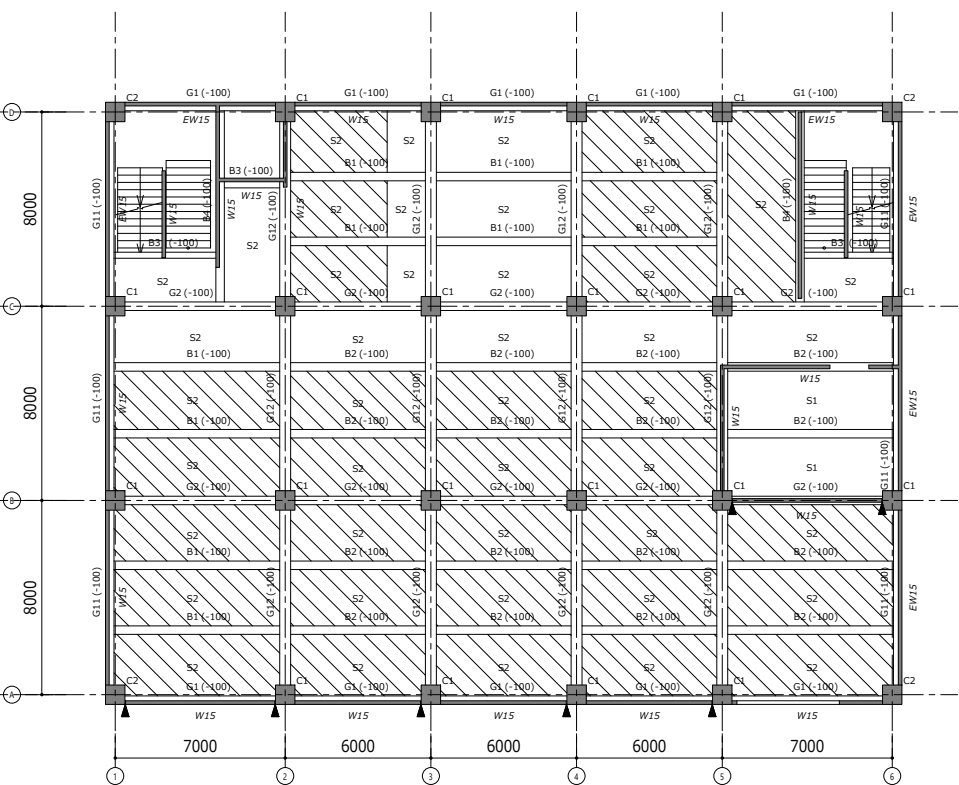 G1 (-100) G1 (-100) G1 (-100) G1 (-100) G1 (-100)
C2 C1 C1 C1 C1 C2
D
EW15 W15 W15 W15 EW15
S2 S2 S2 S2
B3 (-100) B1 (-100) B1 (-100) B1 (-100)
W15
8000 G11 (-100) EW15 W15 B4 (-100) W15 G12 (-100) W15 G12 (-100) G12 (-100) G12 (-100) B4 (-100) W15 W15 G11 (-100) EW15
S2 S2 S2 S2 S2
B1 (-100) B1 (-100) B1 (-100)
B3 (-100) S2 B3 (-100)
S2 S2 S2 S2 S2 S2
C1 G2 (-100) C1 G2 (-100) C1 G2 (-100) C1 G2 (-100) C1 G2 (-100) C1
C
S2 S2 S2 S2 S2
B1 (-100) B2 (-100) B2 (-100) B2 (-100) B2 (-100)
W15
8000 G11 (-100) W15 G12 (-100) G12 (-100) G12 (-100) G12 (-100) W15 EW15
S2 S2 S2 S2 S1
B1 (-100) B2 (-100) B2 (-100) B2 (-100) B2 (-100)
G11 (-100)
S2 S2 S2 S2 S1
C1 G2 (-100) C1 G2 (-100) C1 G2 (-100) C1 G2 (-100) C1 G2 (-100) C1
B
W15
S2 S2 S2 S2 S2
B1 (-100) B2 (-100) B2 (-100) B2 (-100) B2 (-100)
8000 G11 (-100) W15 G12 (-100) G12 (-100) G12 (-100) G12 (-100) G11 (-100) EW15
S2 S2 S2 S2 S2
B1 (-100) B2 (-100) B2 (-100) B2 (-100) B2 (-100)
S2 S2 S2 S2 S2
C2 G1 (-100) C1 G1 (-100) C1 G1 (-100) C1 G1 (-100) C1 G1 (-100) C2
A
W15 W15 W15 W15 W15
7000 6000 6000 6000 7000
1 2 3 4 5 6